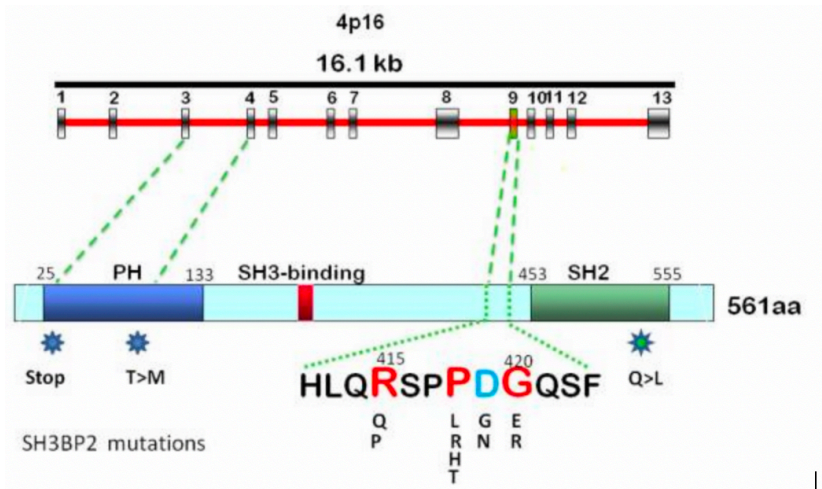 4p16
16.1 kb
1 2 3 4 5 6 7 8 9 10 11 12 13
25 PH 133 SH3-binding 453 SH2 555
561aa
Stop T>M Q>L
415 420
HLQRSPPPDGQSF
Q L G E
P R N R
H
T
SH3BP2 mutations